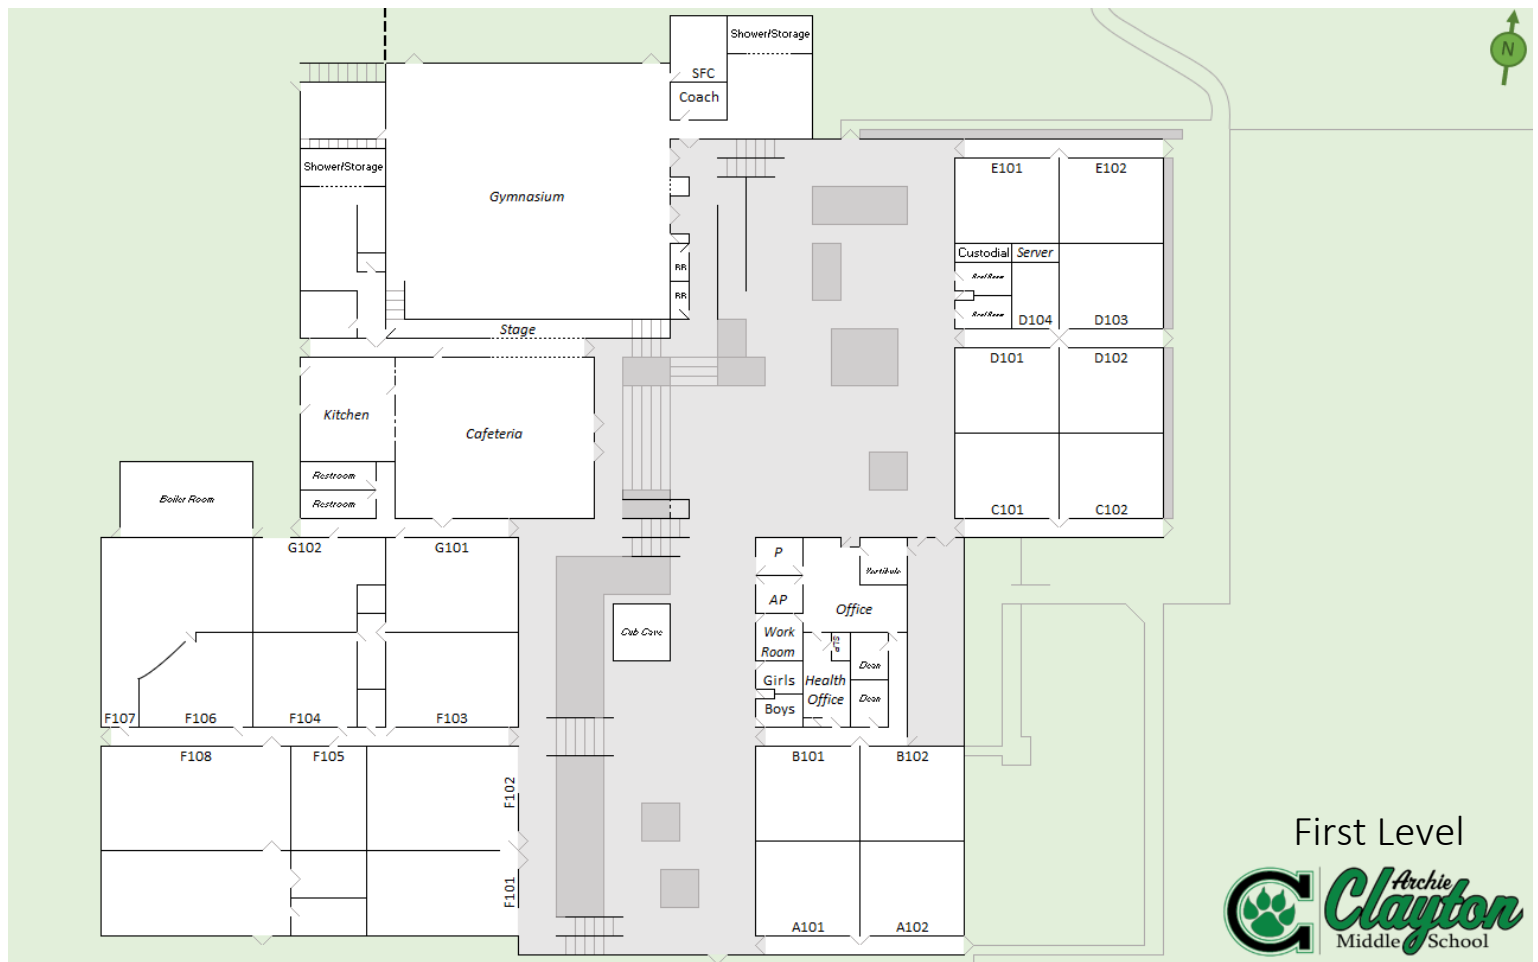 Shower/Storage
N
SFC
Coach
Shower/Storage
Gymnasium
E101
E102
Custodial
Server
RR
RR
D104
D103
Stage
D101
D102
Kitchen
Cafeteria
Restroom
Restroom
Boiler Room
C101
C102
G102
G101
P
Vestibule
AP
Office
Cub Cave
Work
Room
SLP
Dean
Girls
Health
Office
Dean
Boys
F107
F106
F104
F103
F108
F105
F102
B101
B102
F101
A101
A102
First Level
C
Archie
Clayton
Middle School